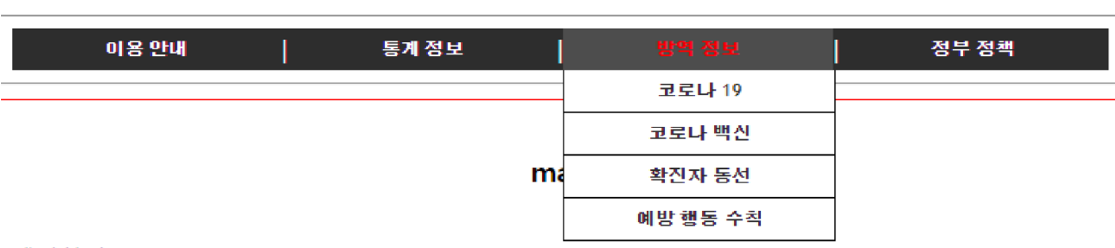 이용 안내 | 통계 정보 | 방역 정보 | 정부 정책
코로나 19
코로나 백신
ma
확진자 동선
예방 행동 수칙